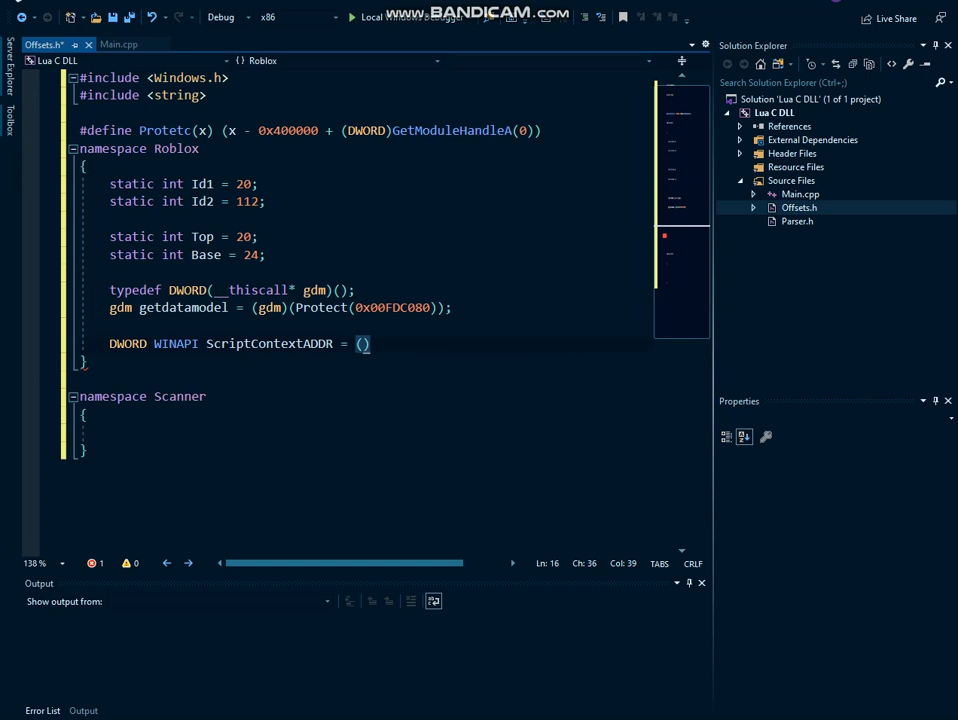 www.BANDICAM.com
Debug
x86
Local Windows Debugger
Live Share
Offsets.h*
Main.cpp
Server Explorer
Toolbox
Lua C DLL
{ } Roblox
#include <Windows.h>
#include <string>
#define Protetc(x) (x - 0x400000 + (DWORD)GetModuleHandleA(0))
namespace Roblox
{
static int Id1 = 20;
static int Id2 = 112;
static int Top = 20;
static int Base = 24;
typedef DWORD(__thiscall* gdm)();
gdm getdatamodel = (gdm)(Protect(0x00FDC080));
DWORD WINAPI ScriptContextADDR = ()
}
namespace Scanner
{
}
138 %
1
0
Ln: 16
Ch: 36
Col: 39
TABS
CRLF
Output
Show output from:
Error List
Output
Solution Explorer
Search Solution Explorer (Ctrl+;)
Solution 'Lua C DLL' (1 of 1 project)
Lua C DLL
References
External Dependencies
Header Files
Resource Files
Source Files
Main.cpp
Offsets.h
Parser.h
Properties